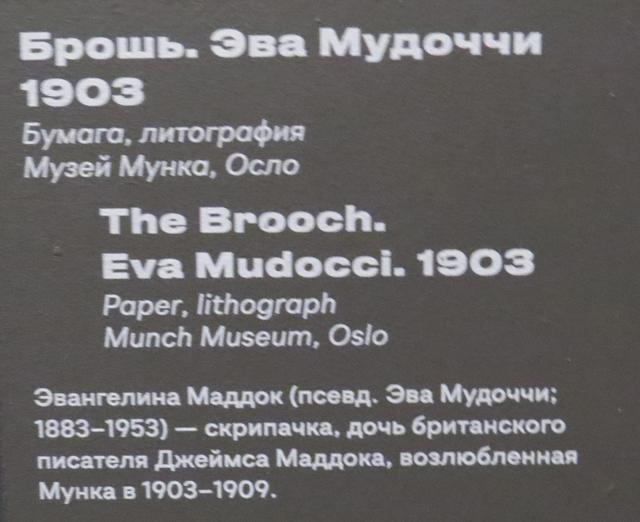 Брошь. Эва Мудоччи
1903
Бумага, литография
Музей Мунка, Осло
The Brooch.
Eva Mudocci. 1903
Paper, lithograph
Munch Museum, Oslo
Эвангелина Маддок (псевд. Эва Мудоччи;
1883–1953) — скрипачка, дочь британского
писателя Джеймса Маддока, возлюбленная
Мунка в 1903–1909.